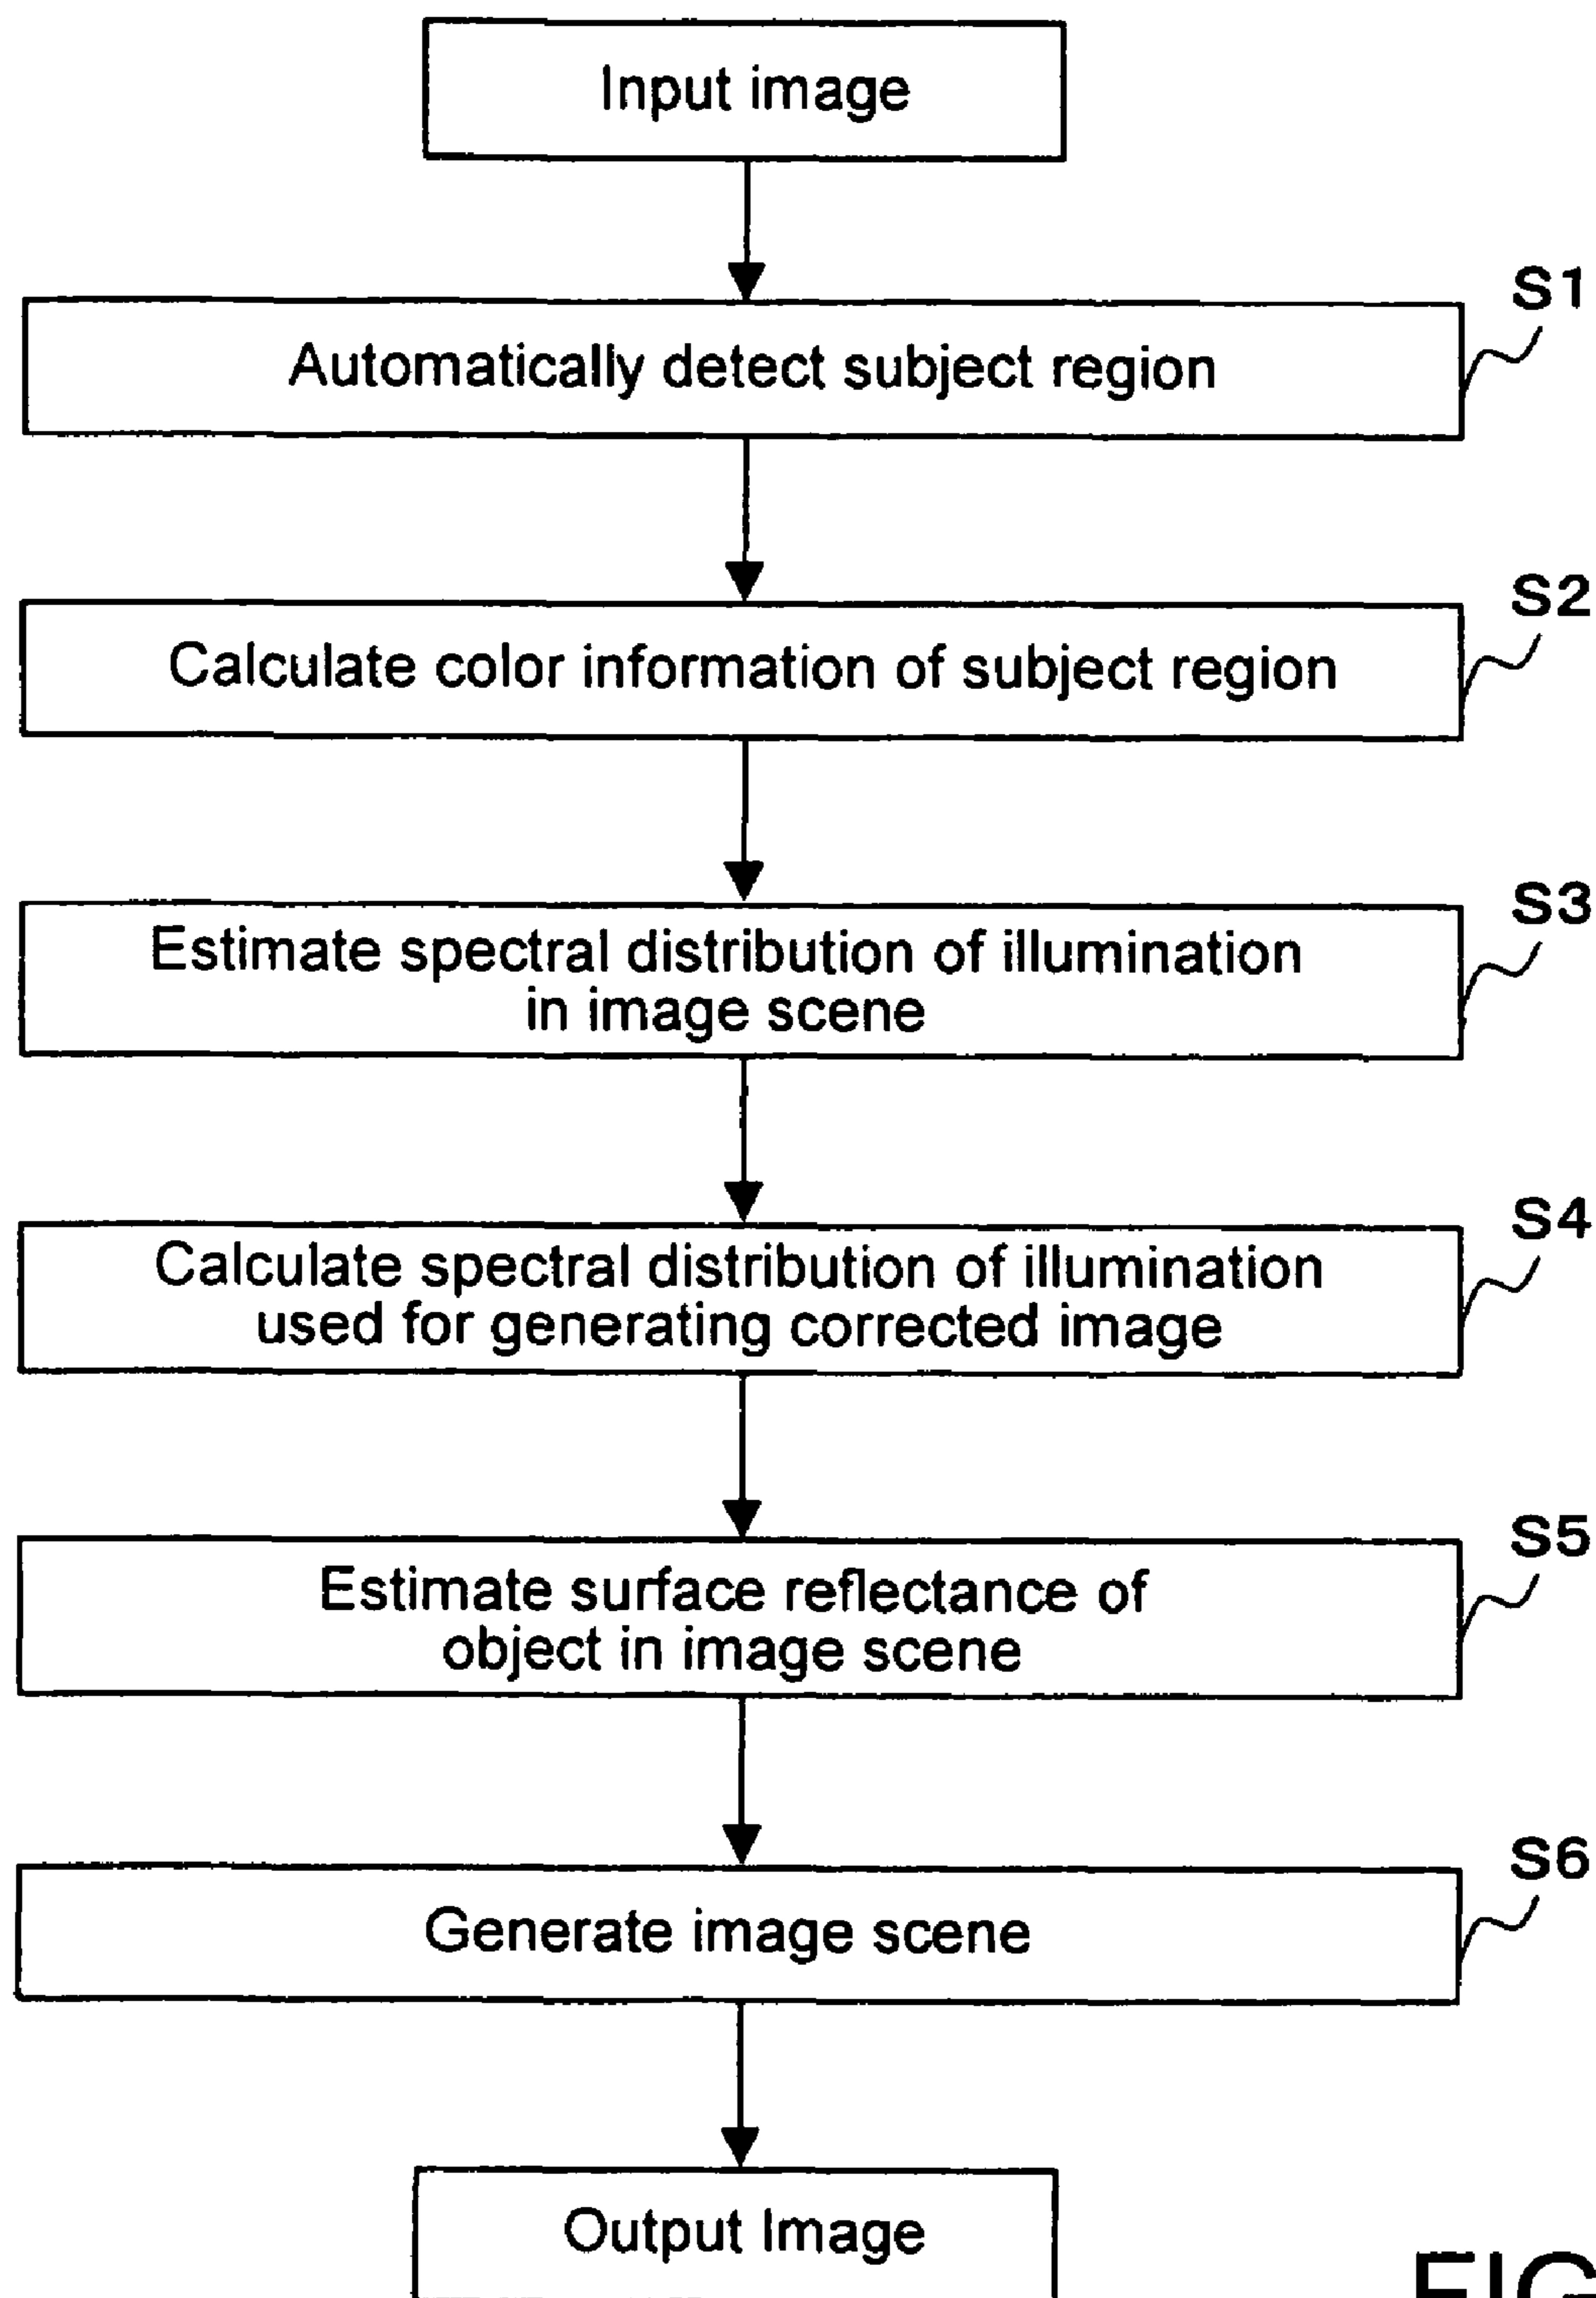 Input image
S1
Automatically detect subject region
S2
Calculate color information of subject region
S3
Estimate spectral distribution of illumination
in image scene
S4
Calculate spectral distribution of illumination
used for generating corrected image
S5
Estimate surface reflectance of
object in image scene
S6
Generate image scene
Output Image
FIG